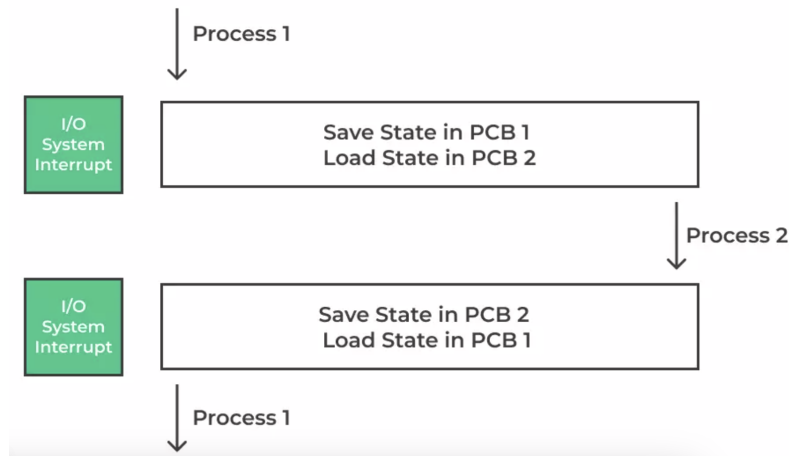 Process 1
I/O
System
Interrupt
Save State in PCB 1
Load State in PCB 2
Process 2
I/O
System
Interrupt
Save State in PCB 2
Load State in PCB 1
Process 1